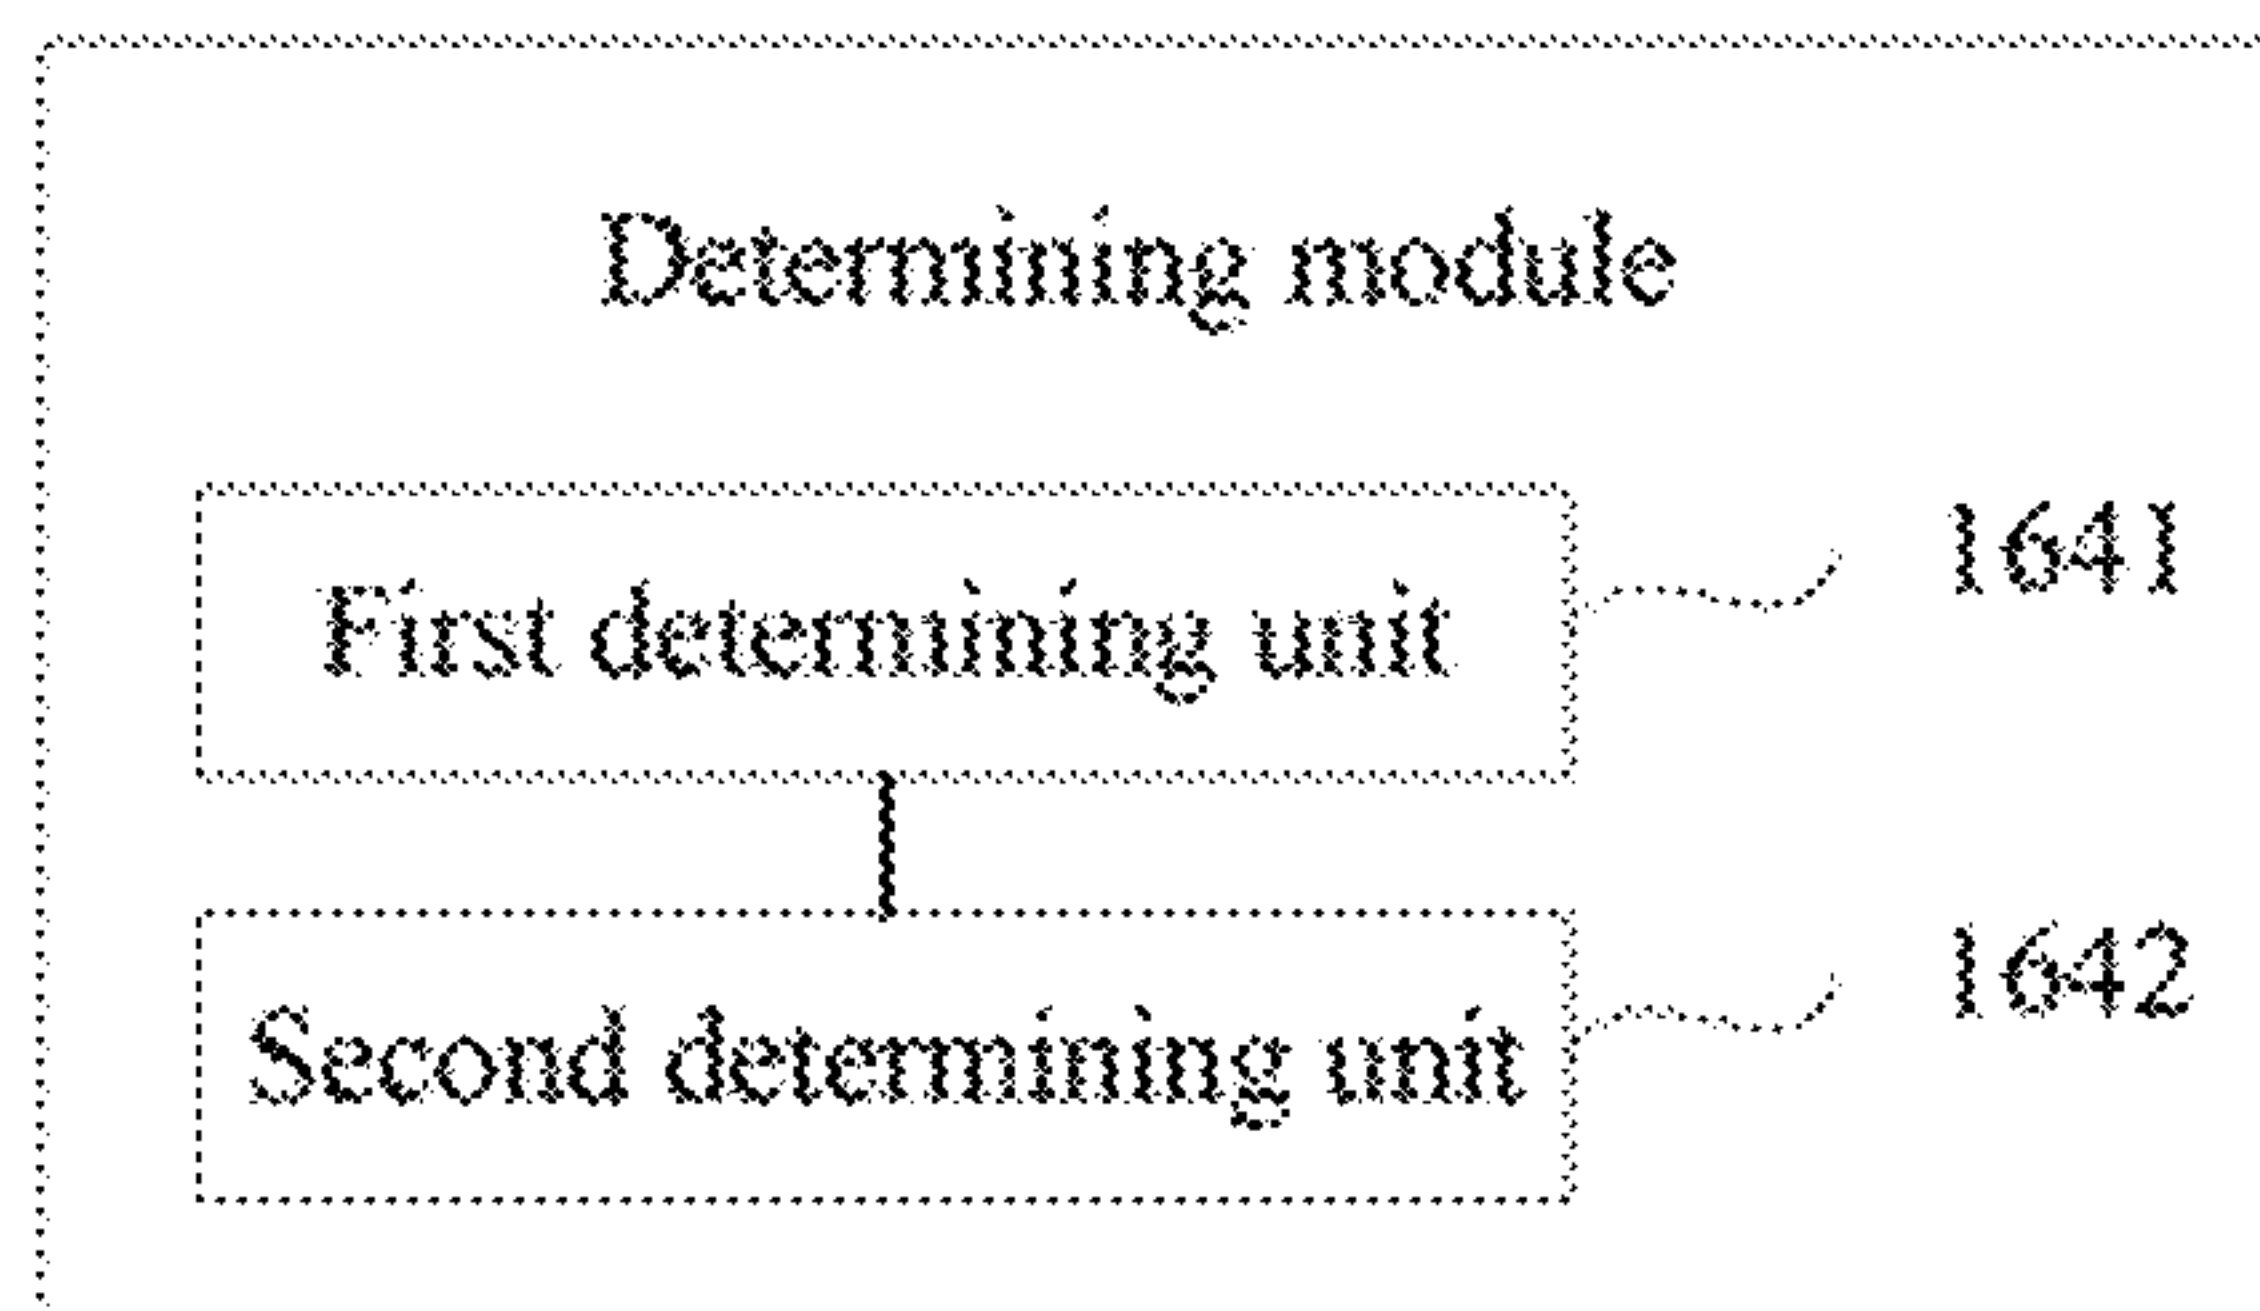 Determining module
1641
First determining unit
1642
Second determining unit